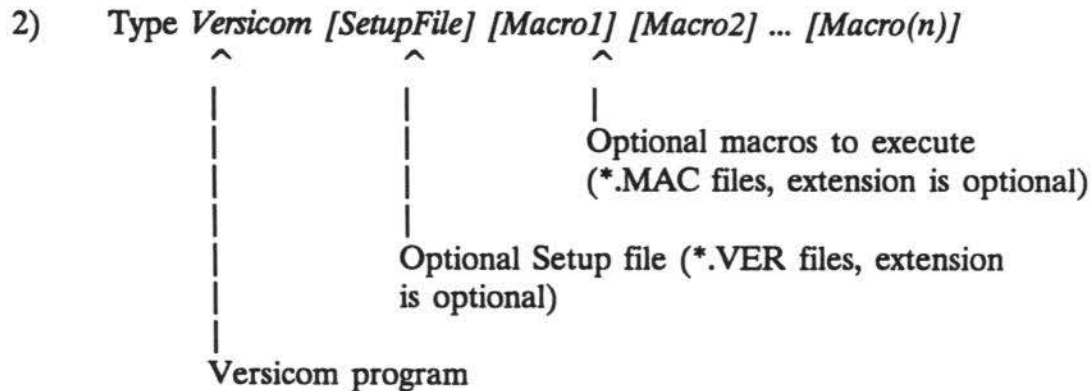 2) Type Versicom [SetupFile] [Macro1] [Macro2] ... [Macro(n)]
^ ^ ^
Optional macros to execute
(*.MAC files, extension is optional)
Optional Setup file (*.VER files, extension
is optional)
Versicom program